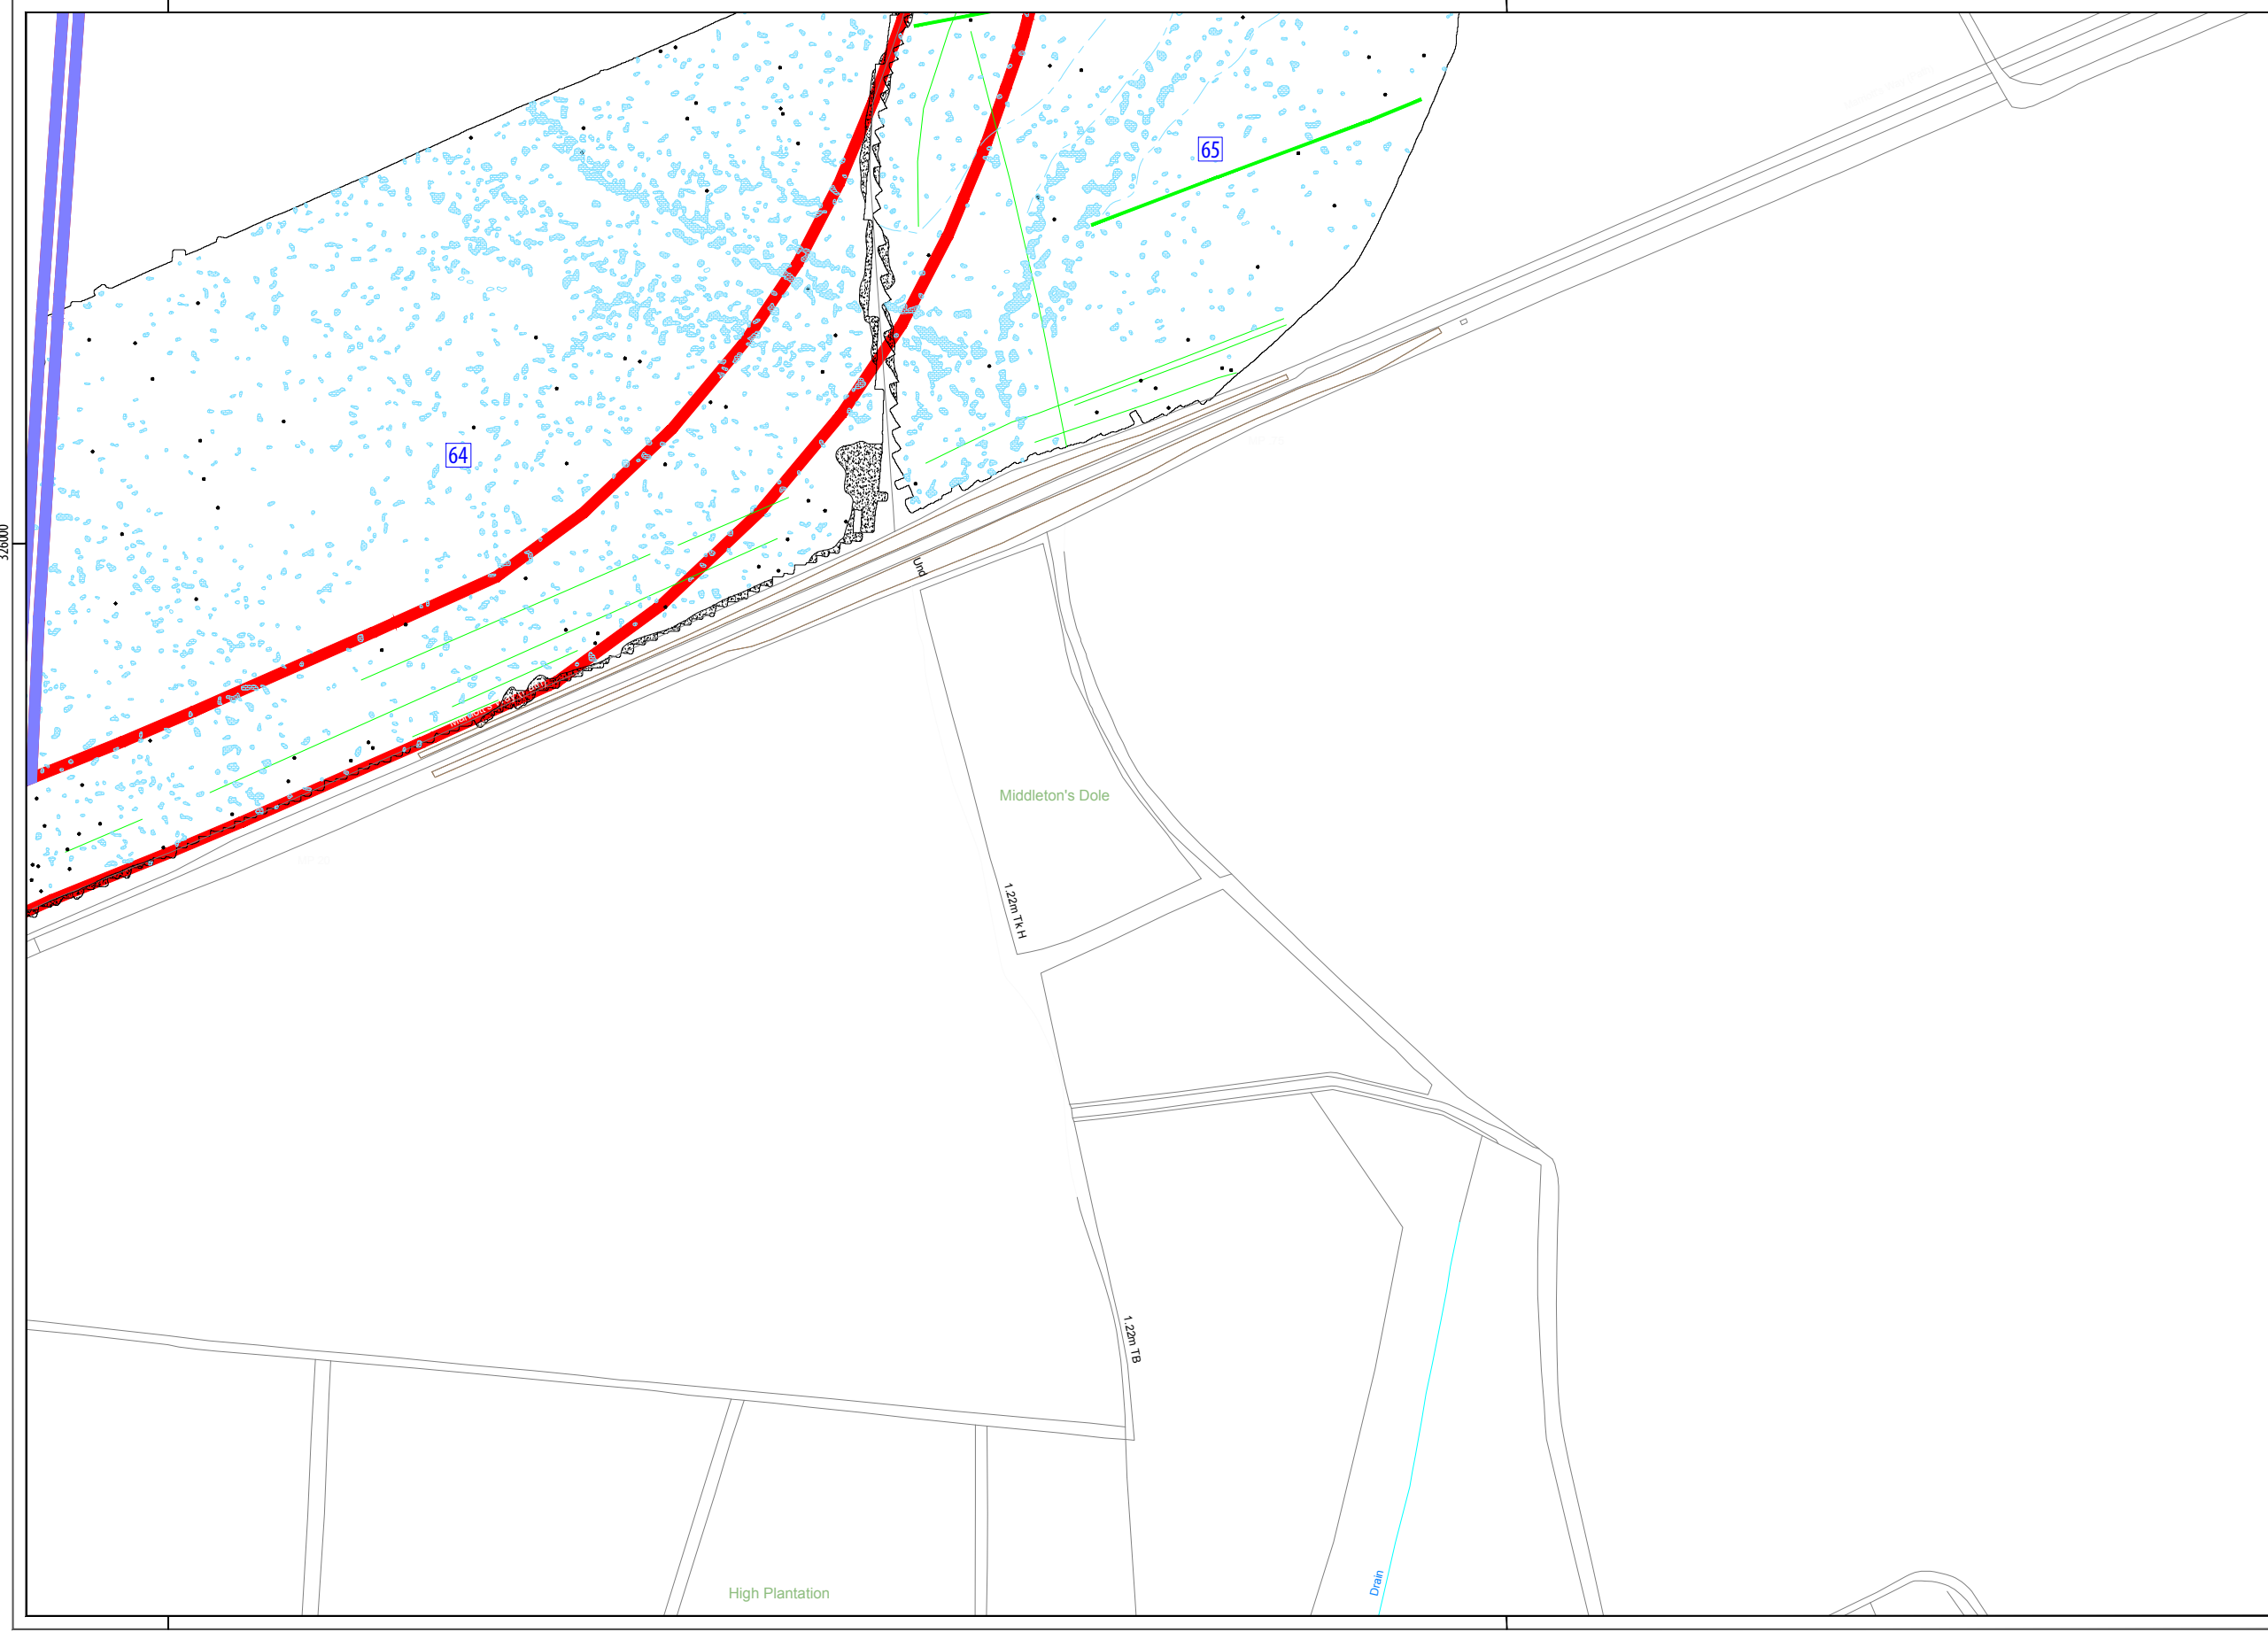 65
64
326000
Und
Middleton's Dole
1.22m Tk H
1.22m TB
Drain
High Plantation